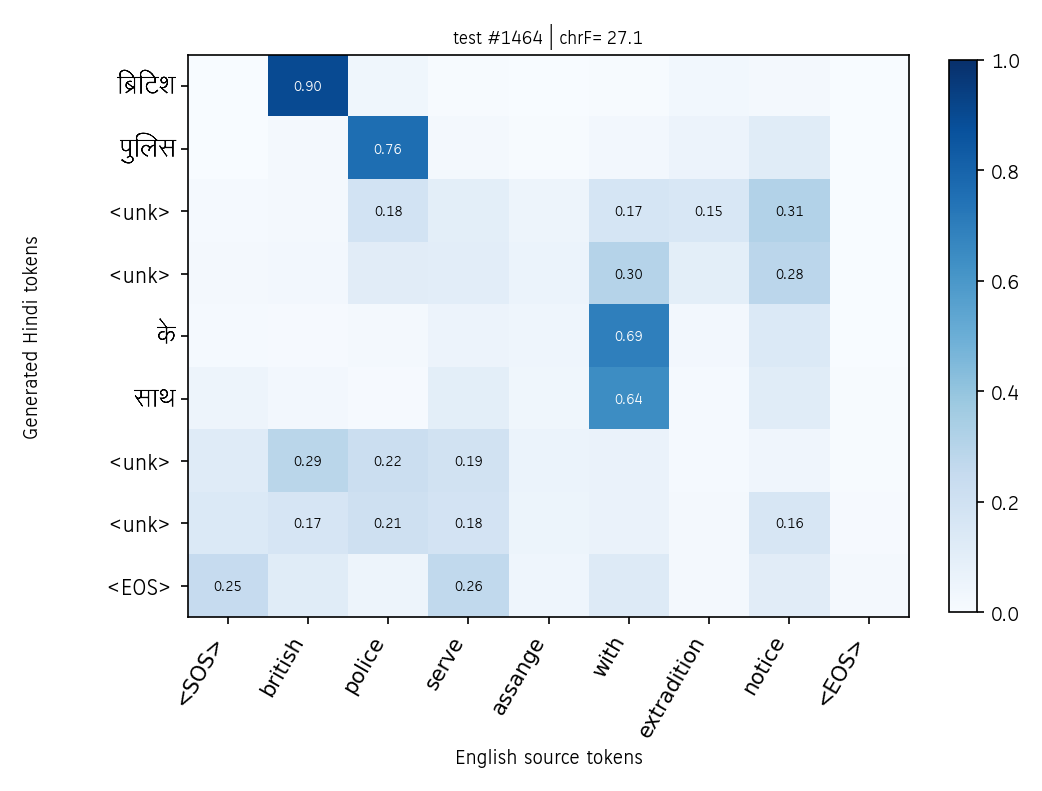 test #1464 | chrF= 27.1
Generated Hindi tokens
ब्रिटिश
0.90
पुलिस
0.76
<unk>
0.18 0.17 0.15 0.31
<unk>
0.30 0.28
के
0.69
साथ
0.64
<unk>
0.29 0.22 0.19
<unk>
0.17 0.21 0.18 0.16
<EOS>
0.25 0.26
<SOS> british police serve assange with extradition notice <EOS>
English source tokens
1.0
0.8
0.6
0.4
0.2
0.0